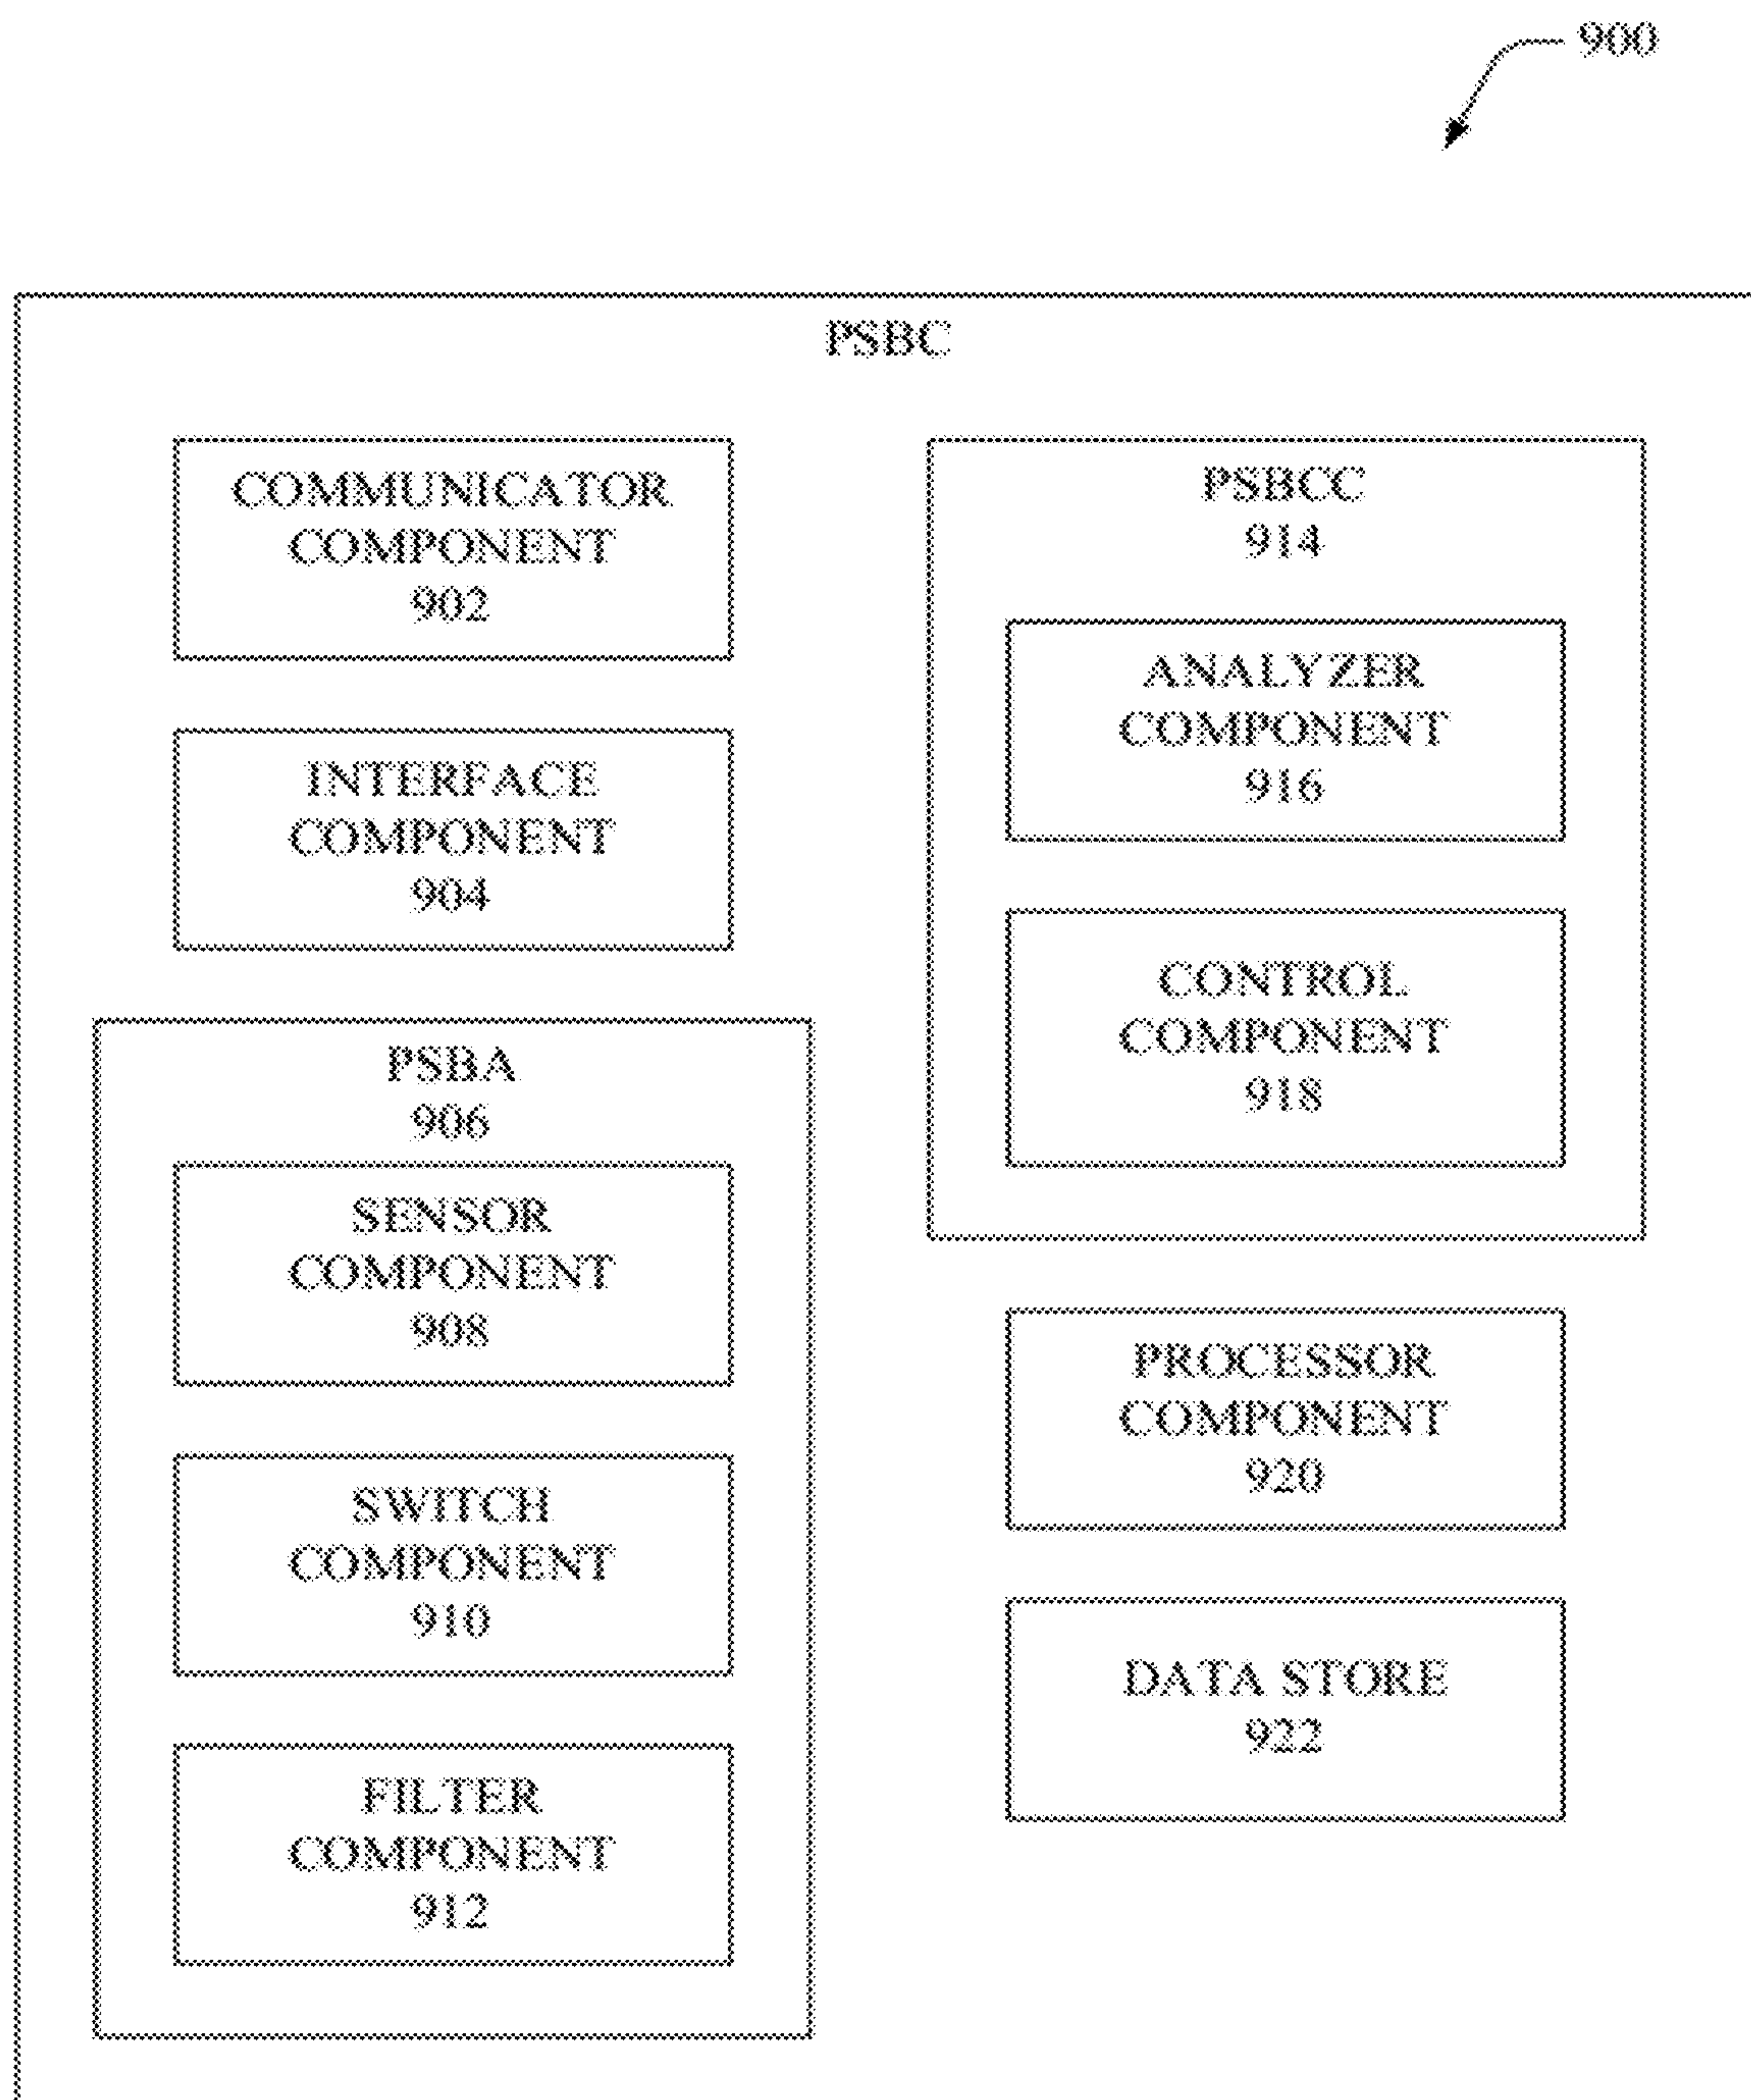 900
PSBC
COMMUNICATOR
COMPONENT
902
INTERFACE
COMPONENT
904
PSBA
906
SENSOR
COMPONENT
908
SWITCH
COMPONENT
910
FILTER
COMPONENT
912
PSBCC
914
ANALYZER
COMPONENT
916
CONTROL
COMPONENT
918
PROCESSOR
COMPONENT
920
DATA STORE
922